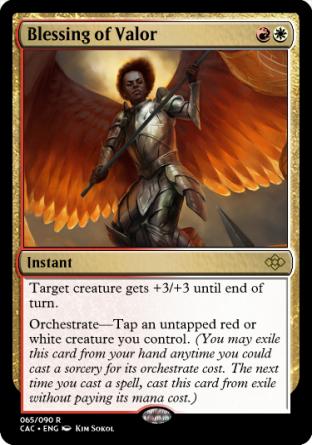 Blessing of Valor
Instant
Target creature gets +3/+3 until end of
turn.
Orchestrate—Tap an untapped red or
white creature you control. (You may exile
this card from your hand anytime you could
cast a sorcery for its orchestrate cost. The next
time you cast a spell, cast this card from exile
without paying its mana cost.)
065/090 R
CAC • ENG Kim Sokol